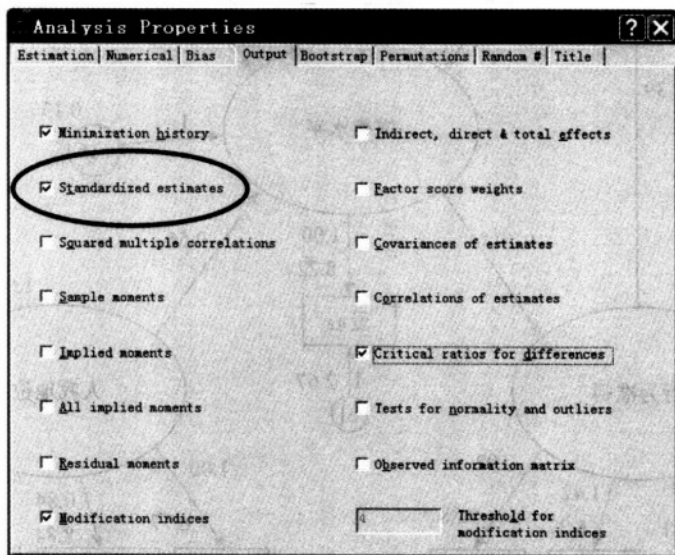 Analysis Properties
Estimation Numerical Bias Output Bootstrap Permutations Random # Title
Minimization history
Indirect, direct & total effects
Standardized estimates
Factor score weights
Squared multiple correlations
Covariances of estimates
Sample moments
Correlations of estimates
Implied moments
Critical ratios for differences
All implied moments
Tests for normality and outliers
Residual moments
Observed information matrix
Modification indices
4
Threshold for
modification indices